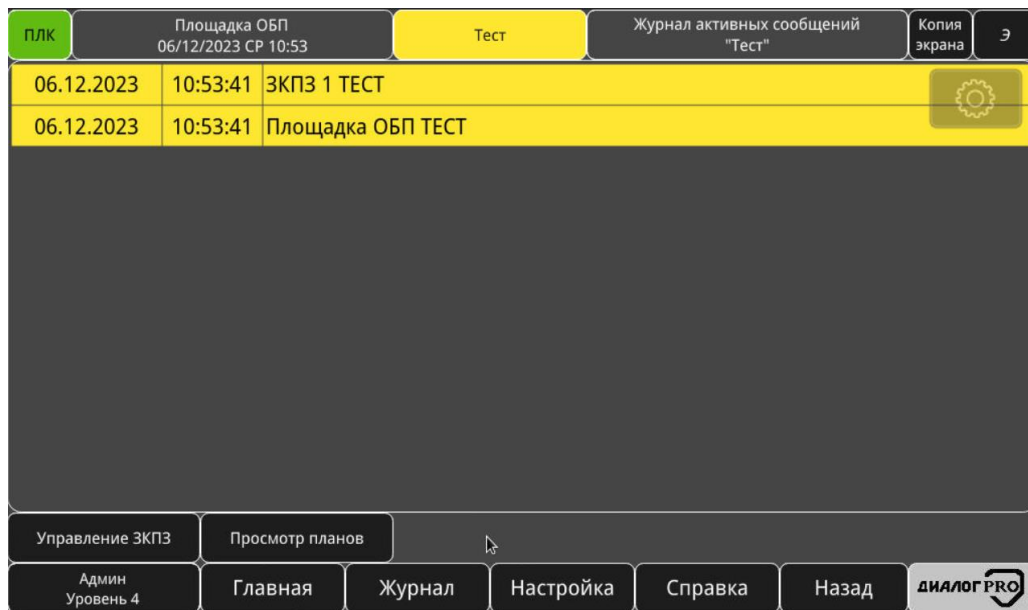 ПЛК
Площадка ОБП
06/12/2023 СР 10:53
Тест
Журнал активных сообщений
"Тест"
Копия
экрана
Э
06.12.2023 10:53:41 ЗКПЗ 1 ТЕСТ
06.12.2023 10:53:41 Площадка ОБП ТЕСТ
Управление ЗКПЗ
Просмотр планов
Админ
Уровень 4
Главная
Журнал
Настройка
Справка
Назад
ДИАЛОГ PRO